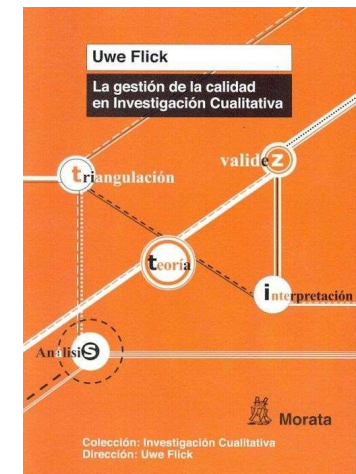 Uwe Flick
La gestión de la calidad
en Investigación Cualitativa
validez
triangulación
teoría
interpretación
Análisis
Morata
Colección: Investigación Cualitativa
Dirección: Uwe Flick